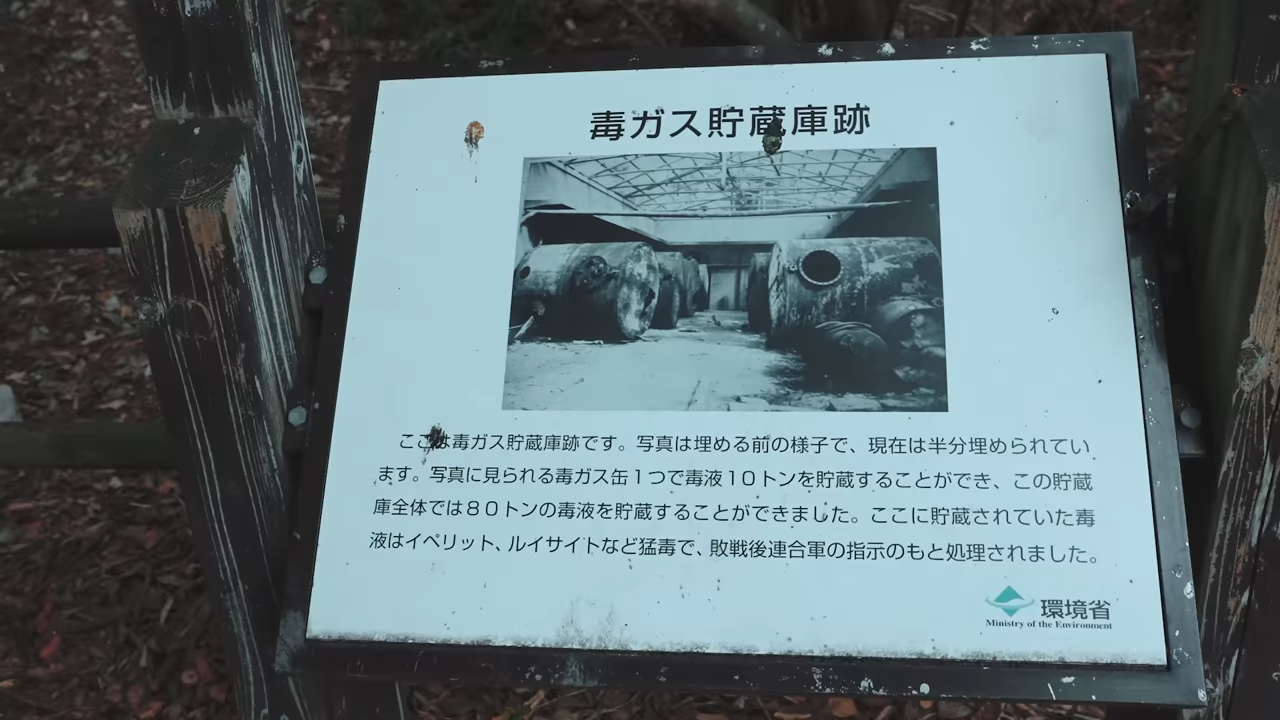 毒ガス貯蔵庫跡
ここは毒ガス貯蔵庫跡です。写真は埋める前の様子で、現在は半分埋められてい
ます。写真に見られる毒ガス缶１つで毒液１０トンを貯蔵することができ、この貯蔵
庫全体では８０トンの毒液を貯蔵することができました。ここに貯蔵されていた毒
液はイペリット、ルイサイトなど猛毒で、敗戦後連合軍の指示のもと処理されました。
環境省
Ministry of the Environment